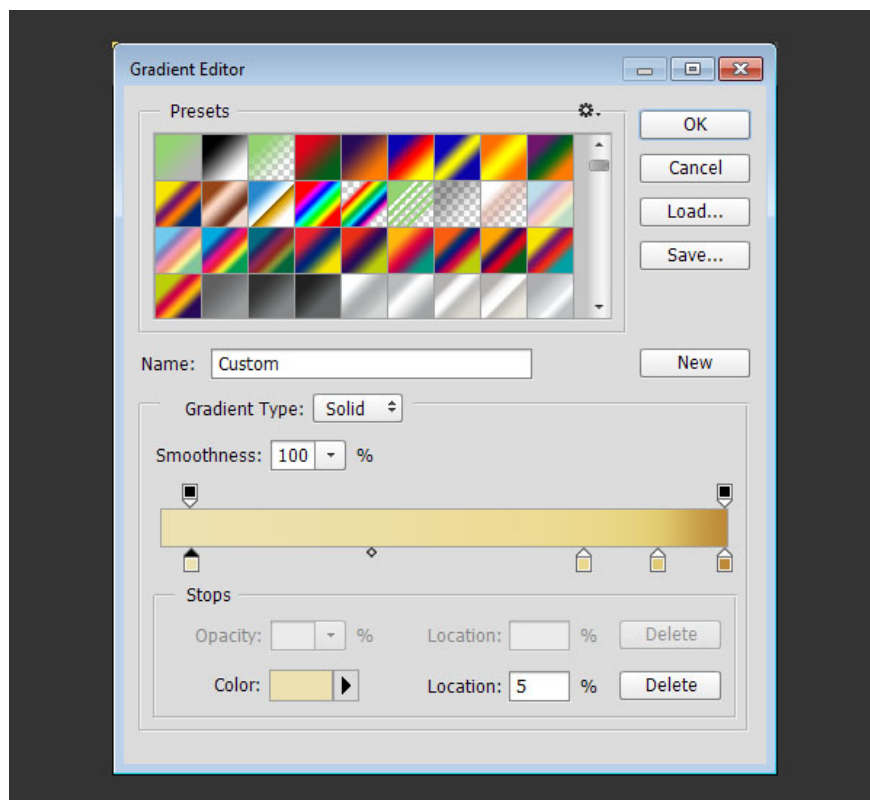 Gradient Editor
Presets
OK
Cancel
Load...
Save...
Name: Custom
New
Gradient Type: Solid
Smoothness: 100 %
Stops
Opacity: % Location: % Delete
Color: Location: 5 % Delete